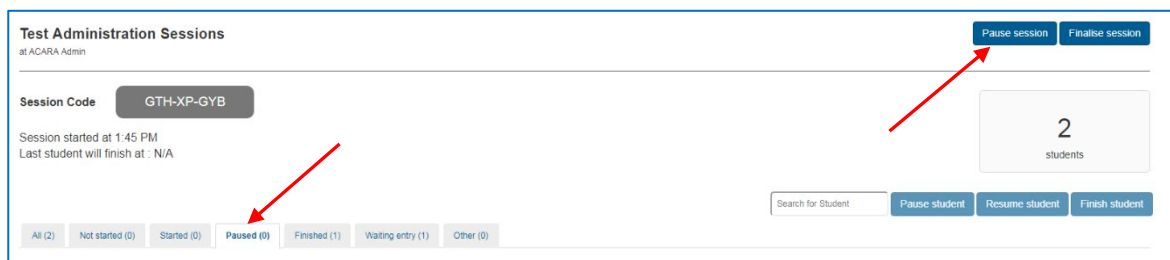 Test Administration Sessions
at ACARA Admin
Pause session
Finalise session
Session Code
GTH-XP-GYB
Session started at 1:45 PM
Last student will finish at : N/A
2
students
Search for Student
Pause student
Resume student
Finish student
All (2)
Not started (0)
Started (0)
Paused (0)
Finished (1)
Waiting entry (1)
Other (0)